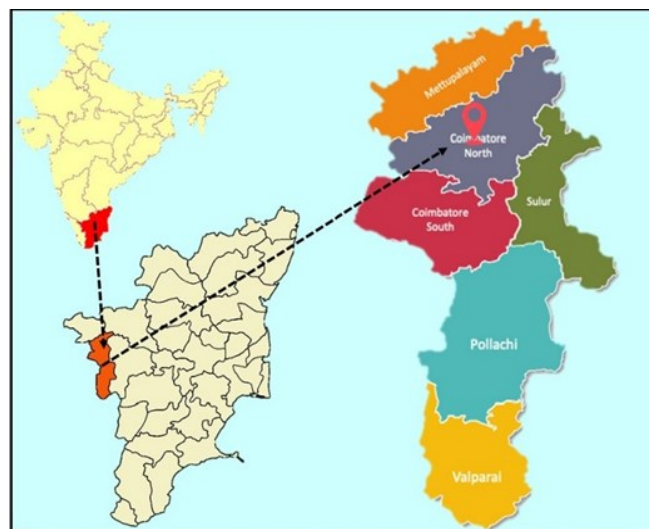 Mettupalayam
Coimbatore
North
Sulur
Coimbatore
South
Pollachi
Valparai